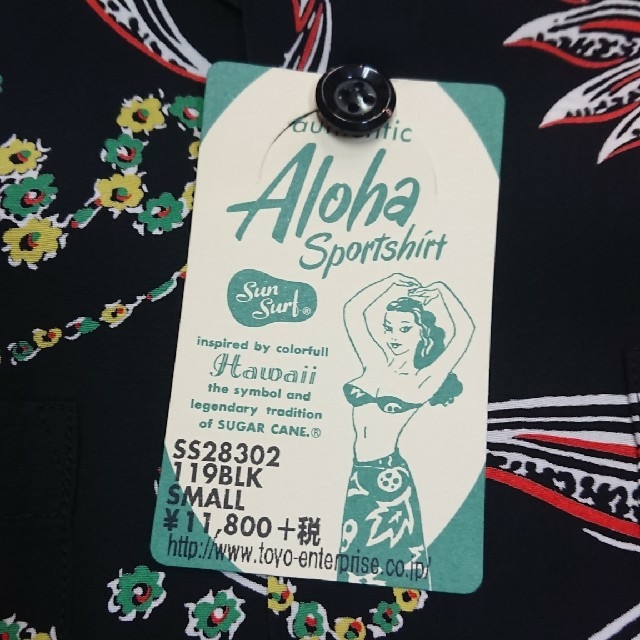 authentic
Aloha
Sportshirt
Sun
Surf®
inspired by colorfull
Hawaii
the symbol and
legendary tradition
of SUGAR CANE.®
SS28302
119BLK
SMALL
¥11,800+税
http://www.toyo-enterprise.co.jp/